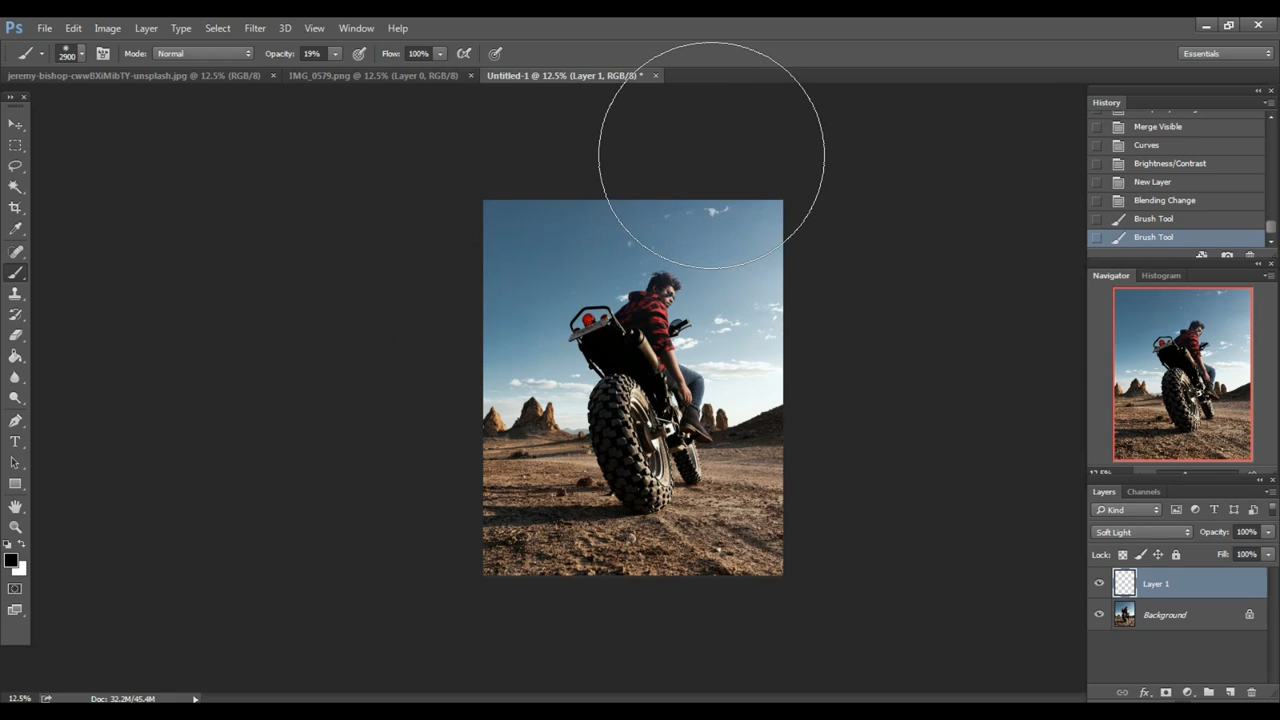 Ps File Edit Image Layer Type Select Filter 3D View Window Help
2900 Mode: Normal Opacity: 19% Flow: 100% Essentials
jeremy-bishop-cwwBXiMibTY-unsplash.jpg @ 12.5% (RGB/8) × IMG_0579.png @ 12.5% (Layer 0, RGB/8) × Untitled-1 @ 12.5% (Layer 1, RGB/8) * ×
History
Merge Visible
Curves
Brightness/Contrast
New Layer
Blending Change
Brush Tool
Brush Tool
Navigator Histogram
12.5%
Layers Channels
Kind
Soft Light Opacity: 100%
Lock: Fill: 100%
Layer 1
Background
12.5% Doc: 32.2M/45.4M